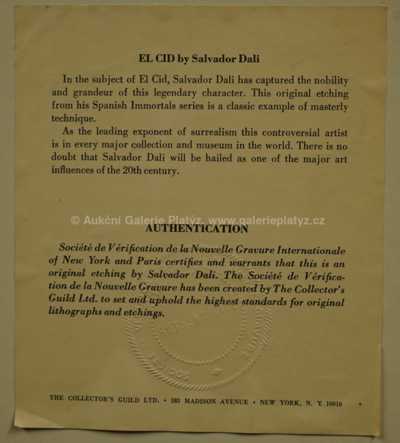 EL CID by Salvador Dali
In the subject of El Cid, Salvador Dali has captured the nobility
and grandeur of this legendary character. This original etching
from his Spanish Immortals series is a classic example of masterly
technique.
As the leading exponent of surrealism this controversial artist
is in every major collection and museum in the world. There is no
doubt that Salvador Dali will be hailed as one of the major art
influences of the 20th century.
© Aukční Galerie Platýz, www.galerieplatyz.cz
AUTHENTICATION
Société de Vérification de la Nouvelle Gravure Internationale
of New York and Paris certifies and warrants that this is an
original etching by Salvador Dali. The Société de Vérifica-
tion de la Nouvelle Gravure has been created by The Collector's
Guild Ltd. to set and uphold the highest standards for original
lithographs and etchings.
THE COLLECTOR'S GUILD LTD. • 185 MADISON AVENUE • NEW YORK, N. Y. 10016